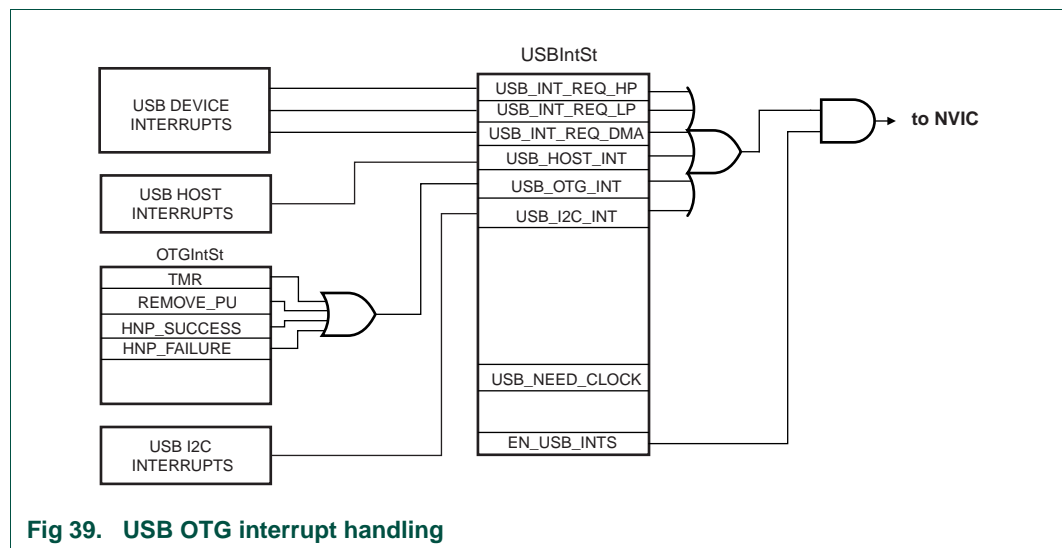 USBIntSt
USB DEVICE
INTERRUPTS
USB HOST
INTERRUPTS
OTGIntSt
TMR
REMOVE_PU
HNP_SUCCESS
HNP_FAILURE
USB I2C
INTERRUPTS
USB_INT_REQ_HP
USB_INT_REQ_LP
USB_INT_REQ_DMA
USB_HOST_INT
USB_OTG_INT
USB_I2C_INT
USB_NEED_CLOCK
EN_USB_INTS
to NVIC
Fig 39. USB OTG interrupt handling